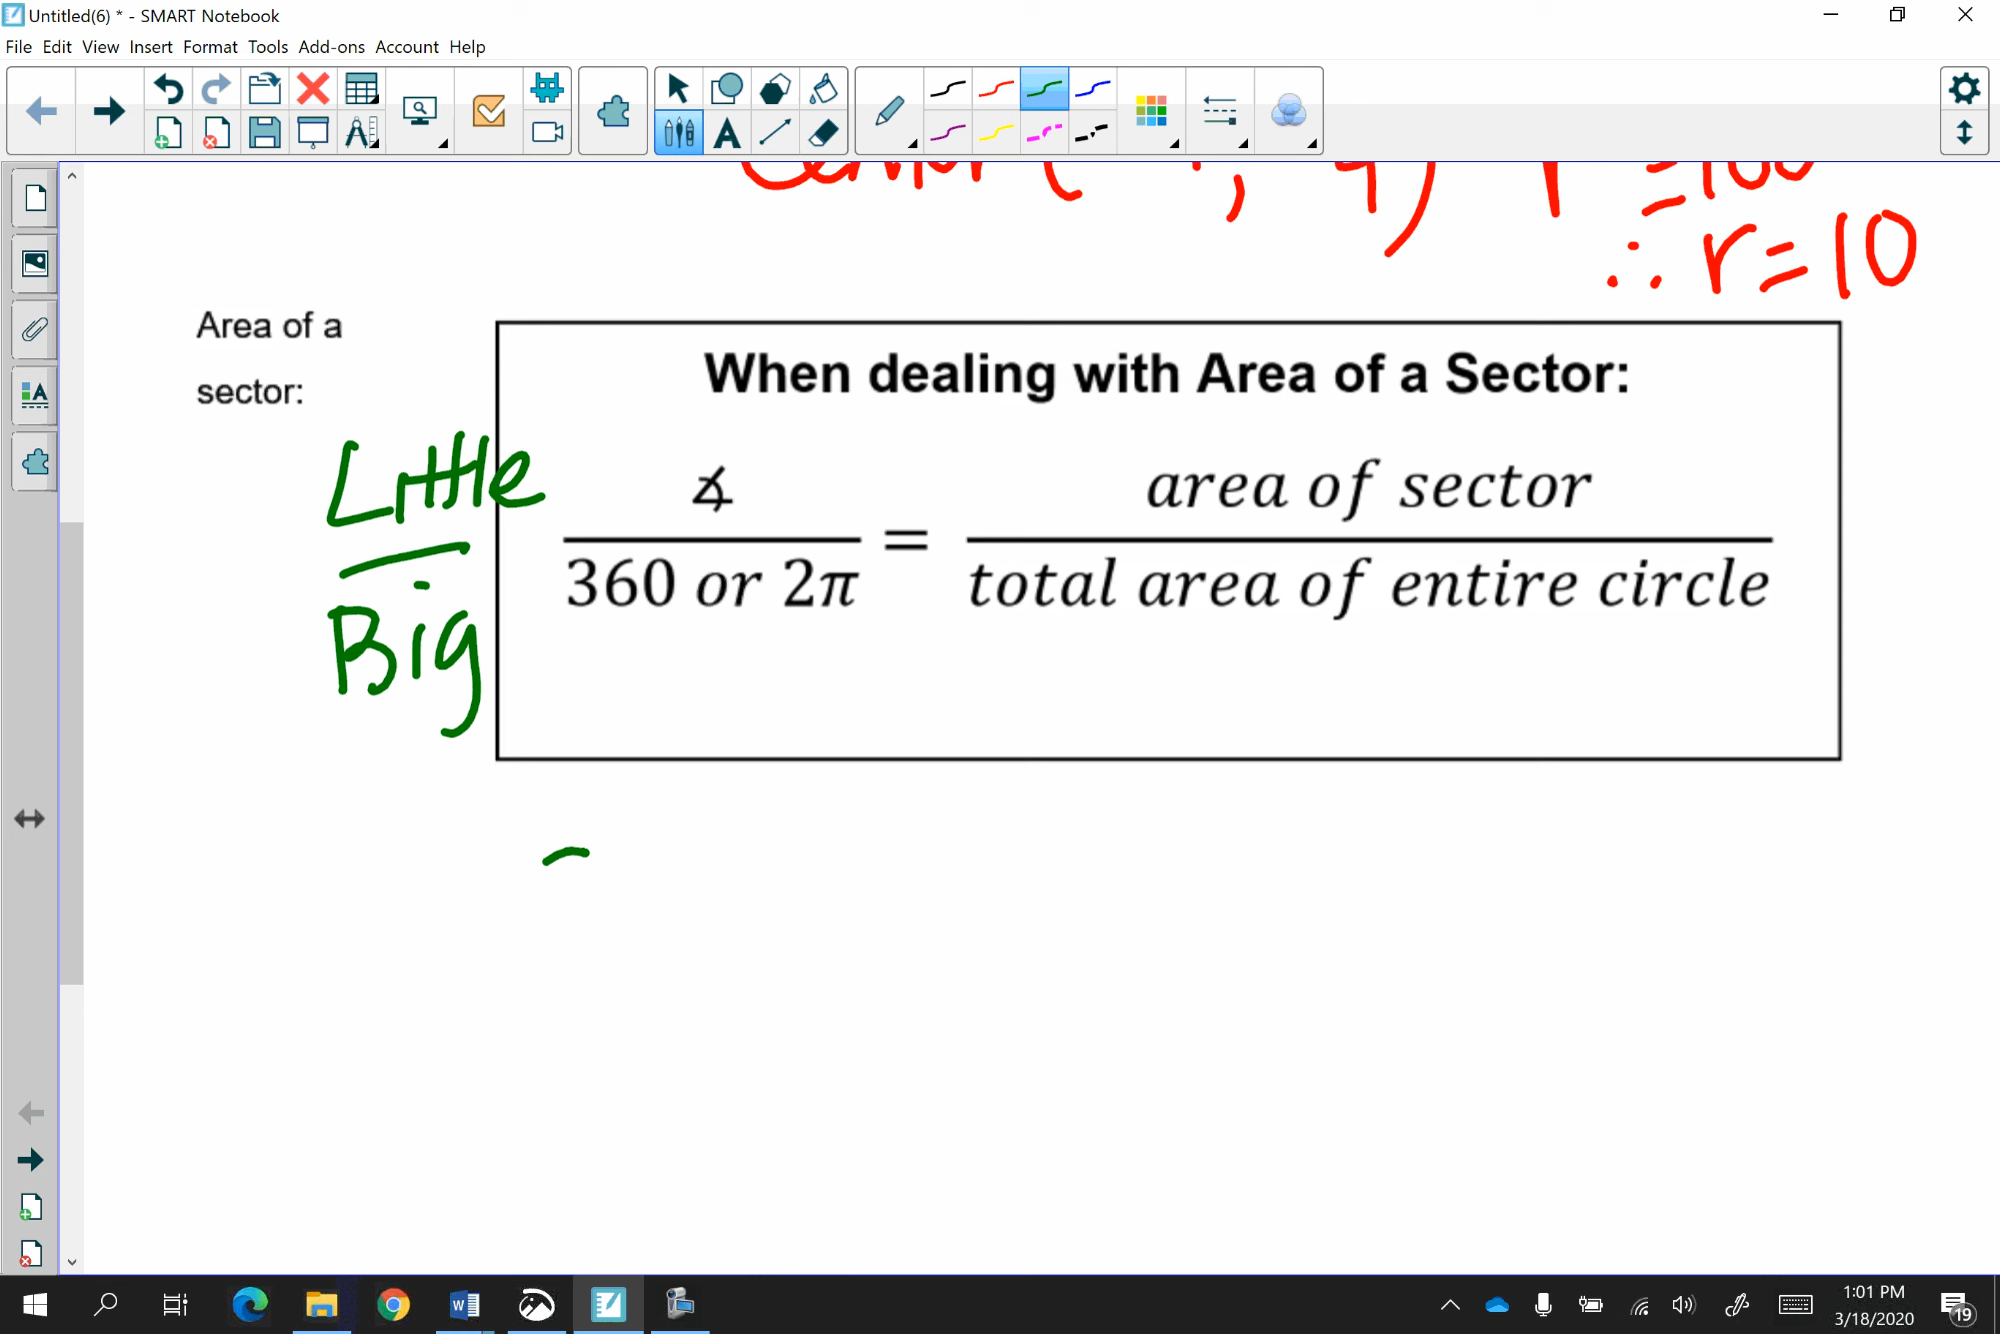 Untitled(6) * - SMART Notebook
File Edit View Insert Format Tools Add-ons Account Help
=100
∴ r=10
Area of a
sector:
When dealing with Area of a Sector:
Little
Big
∡
360 or 2π
=
area of sector
total area of entire circle
1:01 PM
3/18/2020
19